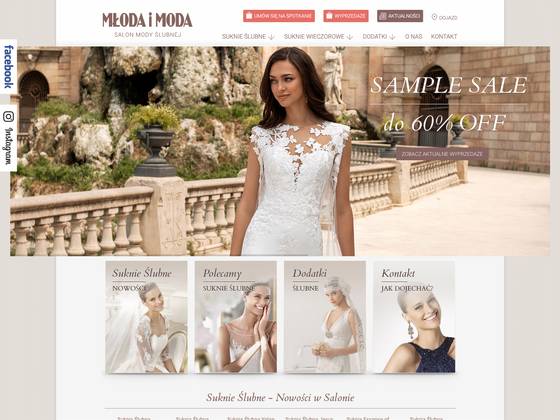 MŁODA i MODA
SALON MODY ŚLUBNEJ
UMÓW SIĘ NA SPOTKANIE
WYPRZEDAŻE
AKTUALNOŚCI
DOJAZD
SUKNIE ŚLUBNE
SUKNIE WIECZOROWE
DODATKI
O NAS
KONTAKT
facebook
Instagram
SAMPLE SALE
do 60% OFF
ZOBACZ AKTUALNE WYPRZEDAŻE
Suknie Ślubne
NOWOŚCI
Polecamy
SUKNIE ŚLUBNE
Dodatki
ŚLUBNE
Kontakt
JAK DOJECHAĆ?
Suknie Ślubne - Nowości w Salonie